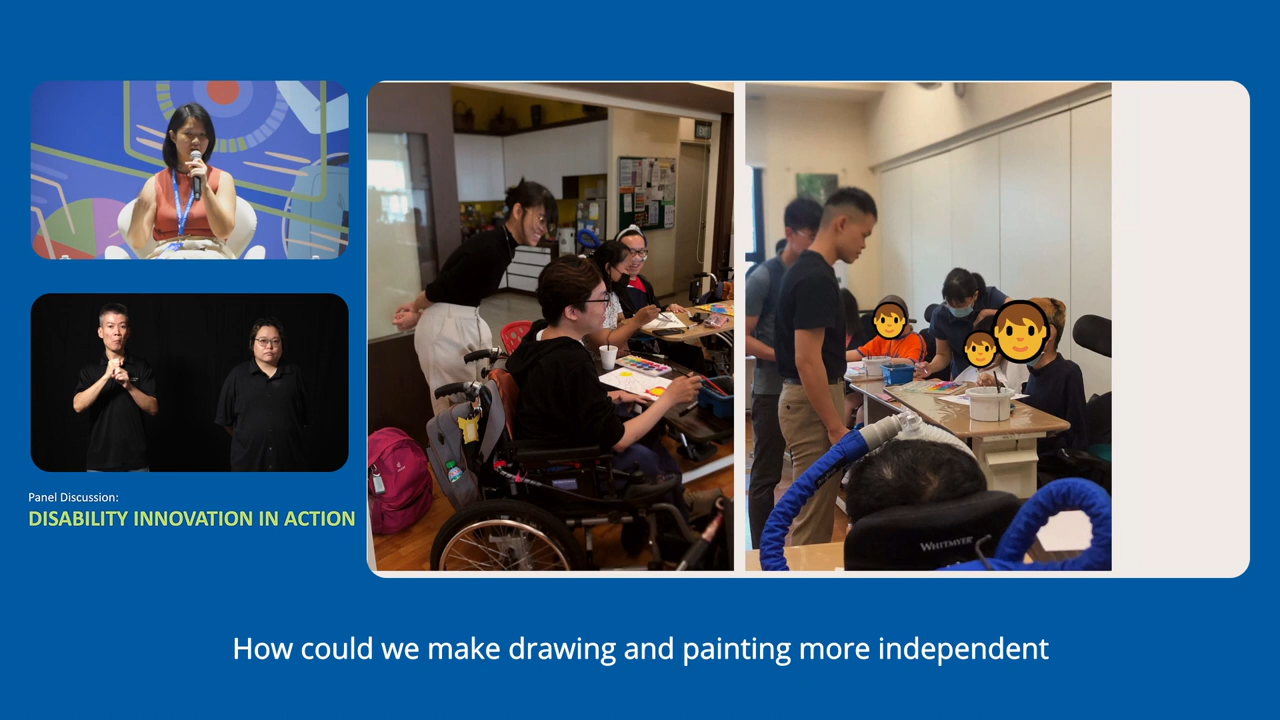 Panel Discussion:
DISABILITY INNOVATION IN ACTION
WHITMYER
How could we make drawing and painting more independent